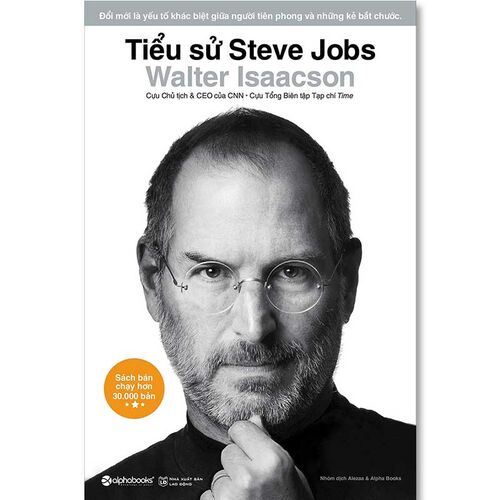 Đổi mới là yếu tố khác biệt giữa người tiên phong và những kẻ bắt chước.
Tiểu sử Steve Jobs
Walter Isaacson
Cựu Chủ tịch & CEO của CNN • Cựu Tổng Biên tập Tạp chí Time
Sách bán
chạy hơn
30.000 bản
alphabooks
NHÀ XUẤT BẢN
LAO ĐỘNG
Nhóm dịch Alezaa & Alpha Books